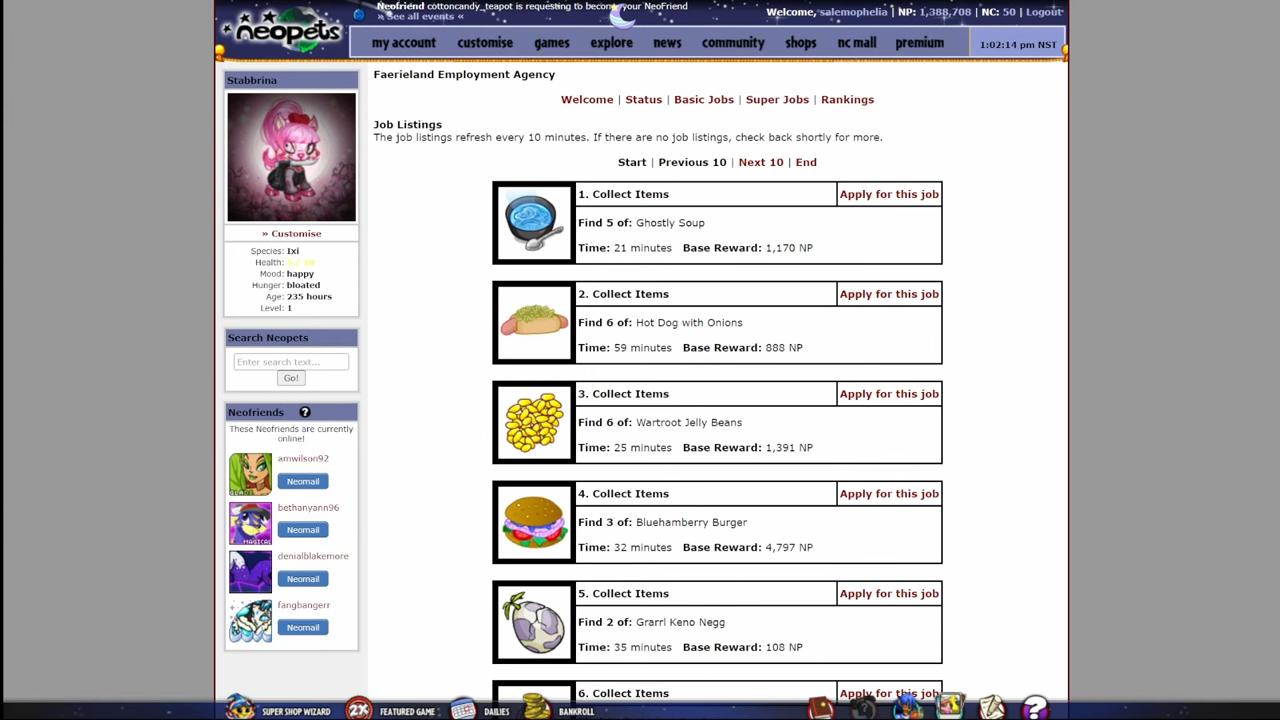 Neofriend cottoncandy_teapot is requesting to become your NeoFriend
» See all events «
Welcome, salemophelia | NP: 1,388,708 | NC: 50 | Logout
neopets
my account customise games explore news community shops nc mall premium
1:02:14 pm NST
Stabbrina
» Customise
Species: Ixi
Health: 5 / 10
Mood: happy
Hunger: bloated
Age: 235 hours
Level: 1
Search Neopets
Enter search text...
Go!
Neofriends ?
These Neofriends are currently
online!
amwilson92
Neomail
bethanyann96
MAGICAL
Neomail
denialblakemore
Neomail
fangbangerr
Neomail
Faerieland Employment Agency
Welcome | Status | Basic Jobs | Super Jobs | Rankings
Job Listings
The job listings refresh every 10 minutes. If there are no job listings, check back shortly for more.
Start | Previous 10 | Next 10 | End
1. Collect Items Apply for this job
Find 5 of: Ghostly Soup
Time: 21 minutes Base Reward: 1,170 NP
2. Collect Items Apply for this job
Find 6 of: Hot Dog with Onions
Time: 59 minutes Base Reward: 888 NP
3. Collect Items Apply for this job
Find 6 of: Wartroot Jelly Beans
Time: 25 minutes Base Reward: 1,391 NP
4. Collect Items Apply for this job
Find 3 of: Bluehamberry Burger
Time: 32 minutes Base Reward: 4,797 NP
5. Collect Items Apply for this job
Find 2 of: Grarrl Keno Negg
Time: 35 minutes Base Reward: 108 NP
6. Collect Items Apply for this job
SUPER SHOP WIZARD 2X FEATURED GAME DAILIES BANKROLL